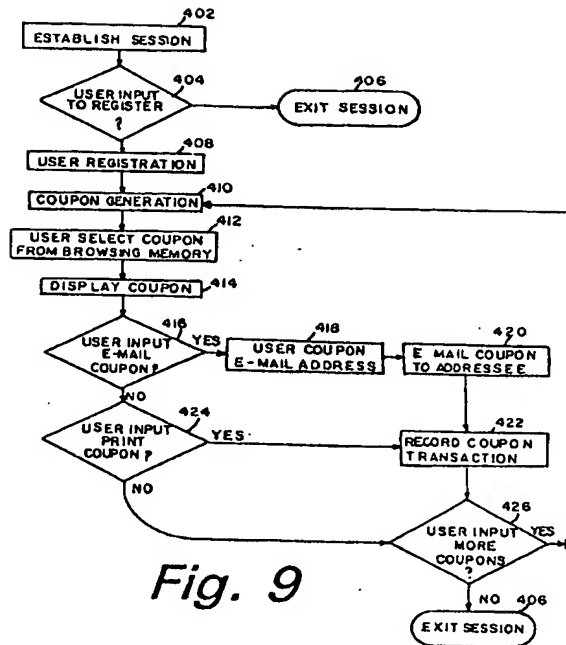 402
ESTABLISH SESSION
404
USER INPUT
TO REGISTER
?
406
EXIT SESSION
408
USER REGISTRATION
410
COUPON GENERATION
412
USER SELECT COUPON
FROM BROWSING MEMORY
414
DISPLAY COUPON
416
USER INPUT
E-MAIL
COUPON?
YES
418
USER COUPON
E-MAIL ADDRESS
420
E MAIL COUPON
TO ADDRESSEE
NO
424
USER INPUT
PRINT
COUPON?
YES
422
RECORD COUPON
TRANSACTION
NO
426
USER INPUT
MORE
COUPONS
?
YES
NO
406
EXIT SESSION
Fig. 9